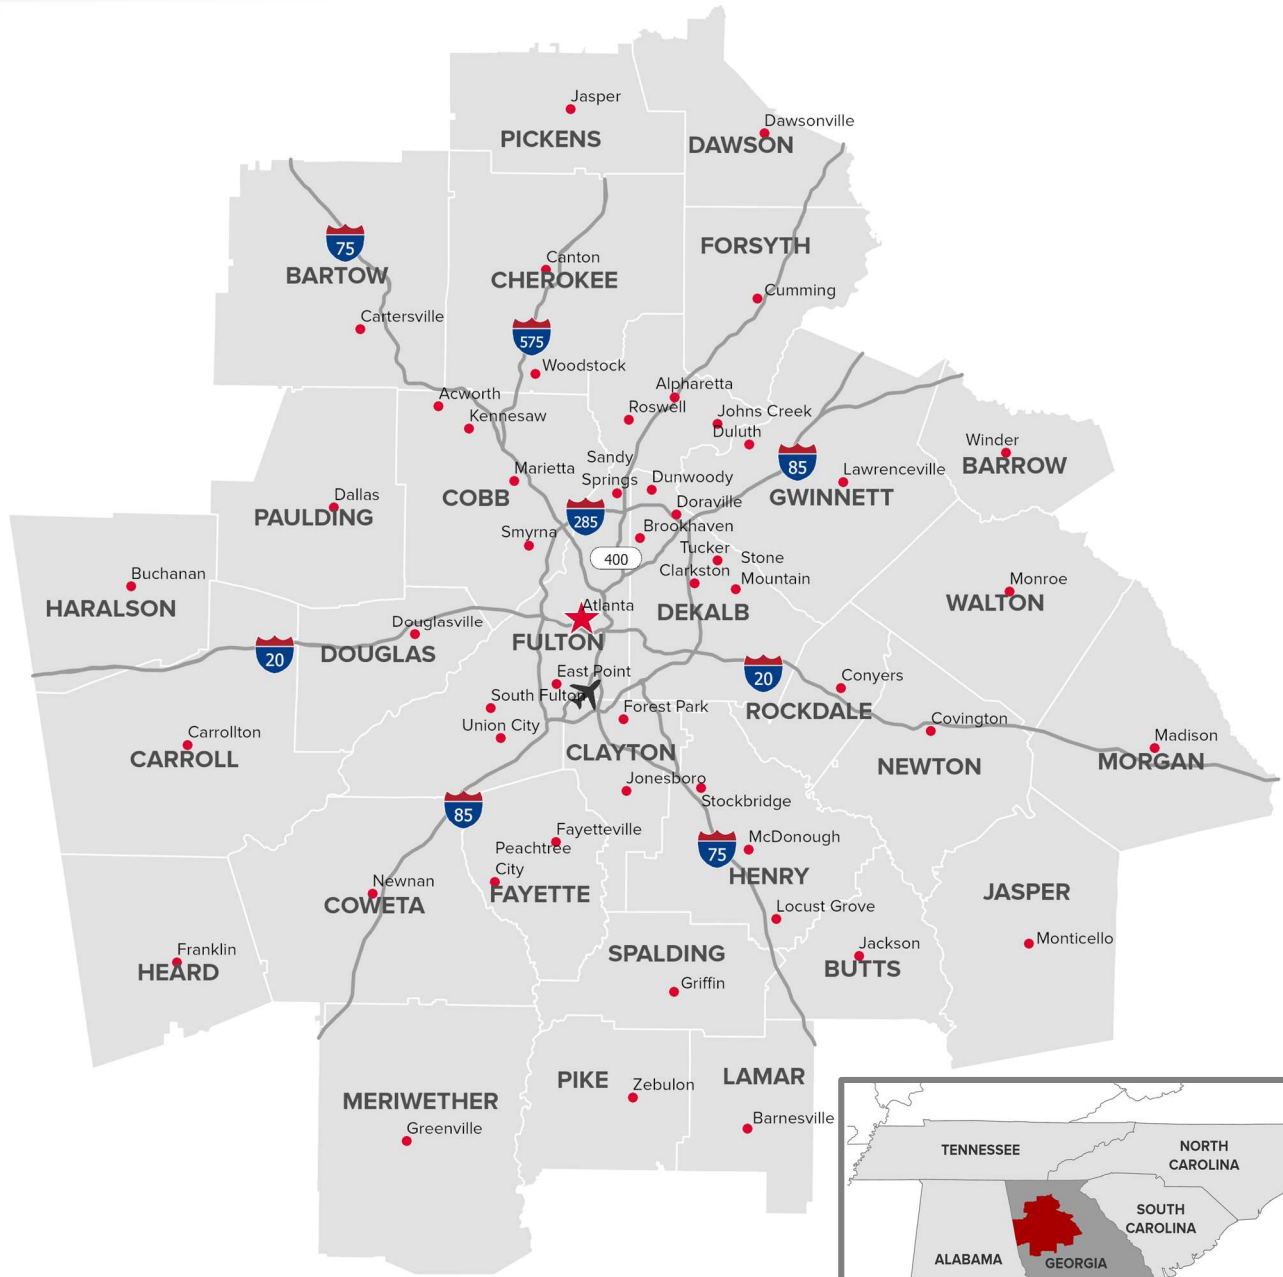 Jasper
PICKENS
Dawsonville
DAWSON
75
BARTOW
Cartersville
Canton
CHEROKEE
575
Woodstock
FORSYTH
Cumming
Acworth
Kennesaw
Alpharetta
Roswell
Johns Creek
Duluth
Marietta
COBB
Sandy
Springs
Dunwoody
85
Lawrenceville
GWINNETT
Winder
BARROW
Dallas
PAULDING
285
Doraville
Smyrna
Brookhaven
400
Tucker
Stone
Mountain
Clarkston
Buchanan
HARALSON
Monroe
WALTON
Atlanta
DEKALB
Douglasville
DOUGLAS
FULTON
20
East Point
20
Conyers
ROCKDALE
South Fulton
Union City
Forest Park
Covington
NEWTON
Carrollton
CARROLL
CLAYTON
Madison
MORGAN
Jonesboro
Stockbridge
85
Fayetteville
Peachtree
City
FAYETTE
75
McDonough
HENRY
Newnan
COWETA
Locust Grove
JASPER
Monticello
Franklin
HEARD
SPALDING
Griffin
Jackson
BUTTS
PIKE
Zebulon
LAMAR
Barnesville
MERIWETHER
Greenville
TENNESSEE
NORTH
CAROLINA
SOUTH
CAROLINA
ALABAMA
GEORGIA